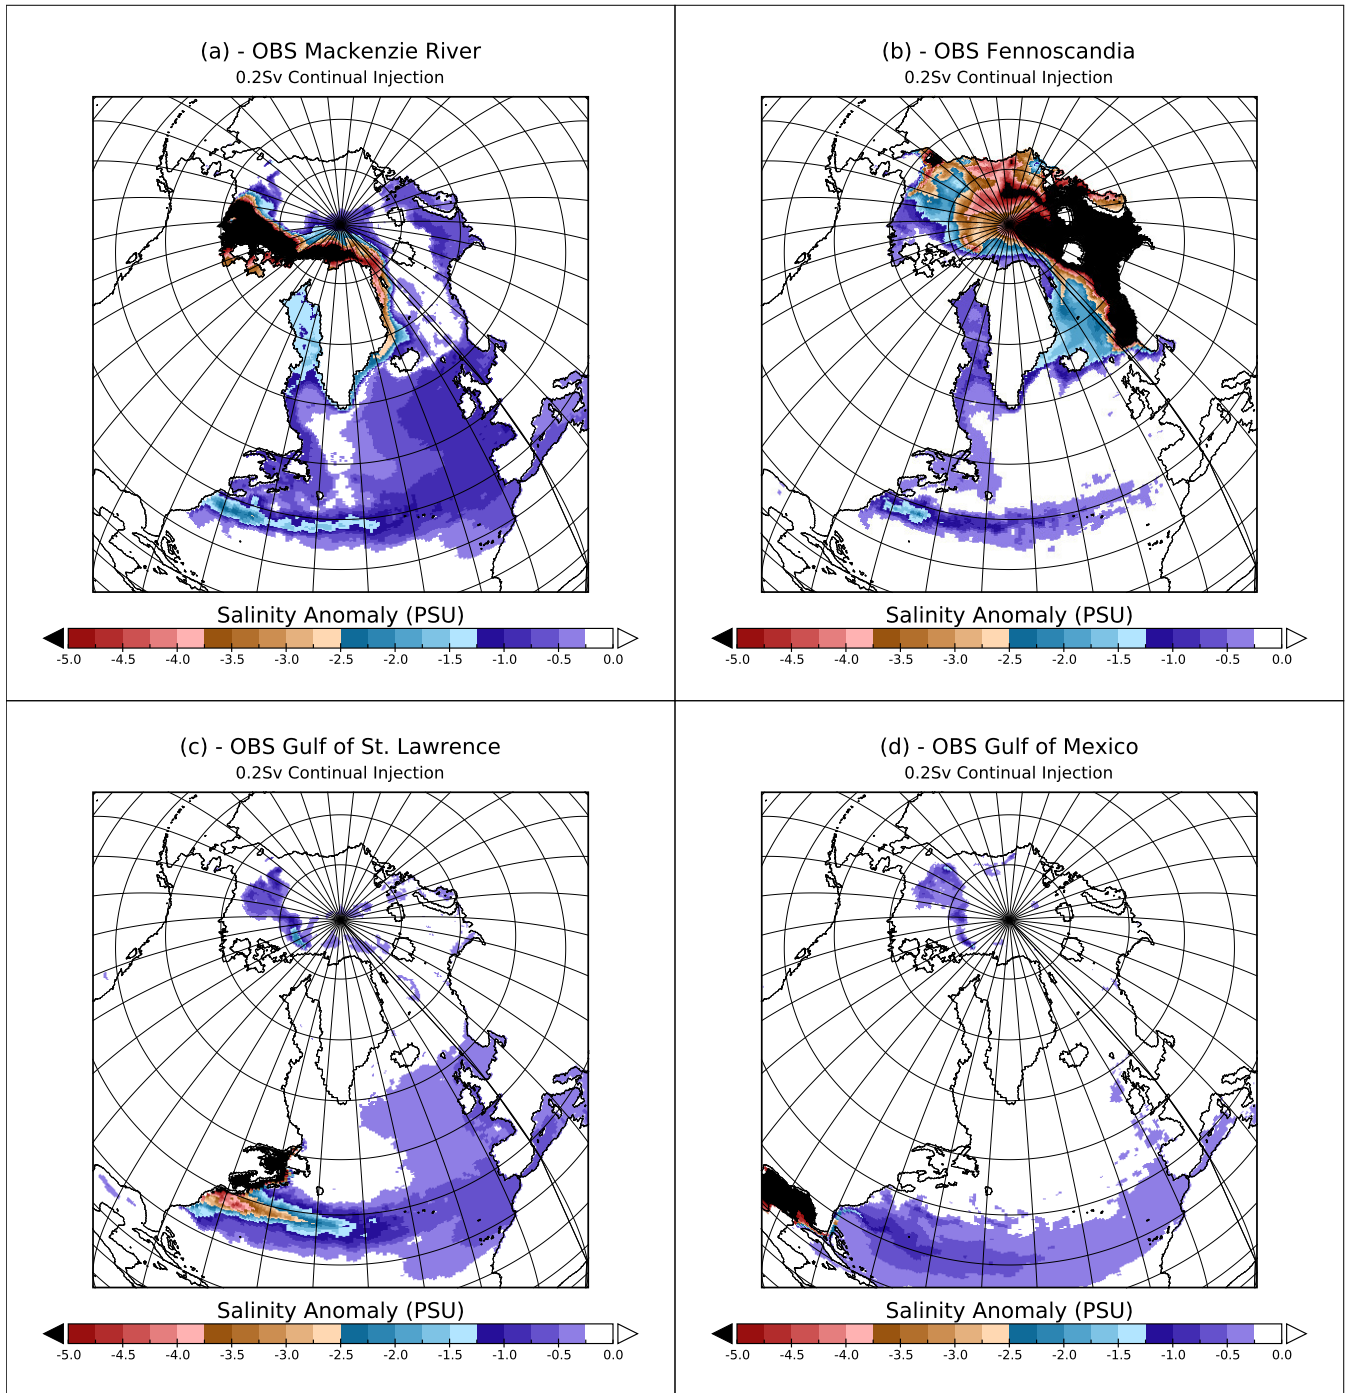 (a) - OBS Mackenzie River
0.2Sv Continual Injection
Salinity Anomaly (PSU)
-5.0 -4.5 -4.0 -3.5 -3.0 -2.5 -2.0 -1.5 -1.0 -0.5 0.0
(b) - OBS Fennoscandia
0.2Sv Continual Injection
Salinity Anomaly (PSU)
-5.0 -4.5 -4.0 -3.5 -3.0 -2.5 -2.0 -1.5 -1.0 -0.5 0.0
(c) - OBS Gulf of St. Lawrence
0.2Sv Continual Injection
Salinity Anomaly (PSU)
-5.0 -4.5 -4.0 -3.5 -3.0 -2.5 -2.0 -1.5 -1.0 -0.5 0.0
(d) - OBS Gulf of Mexico
0.2Sv Continual Injection
Salinity Anomaly (PSU)
-5.0 -4.5 -4.0 -3.5 -3.0 -2.5 -2.0 -1.5 -1.0 -0.5 0.0